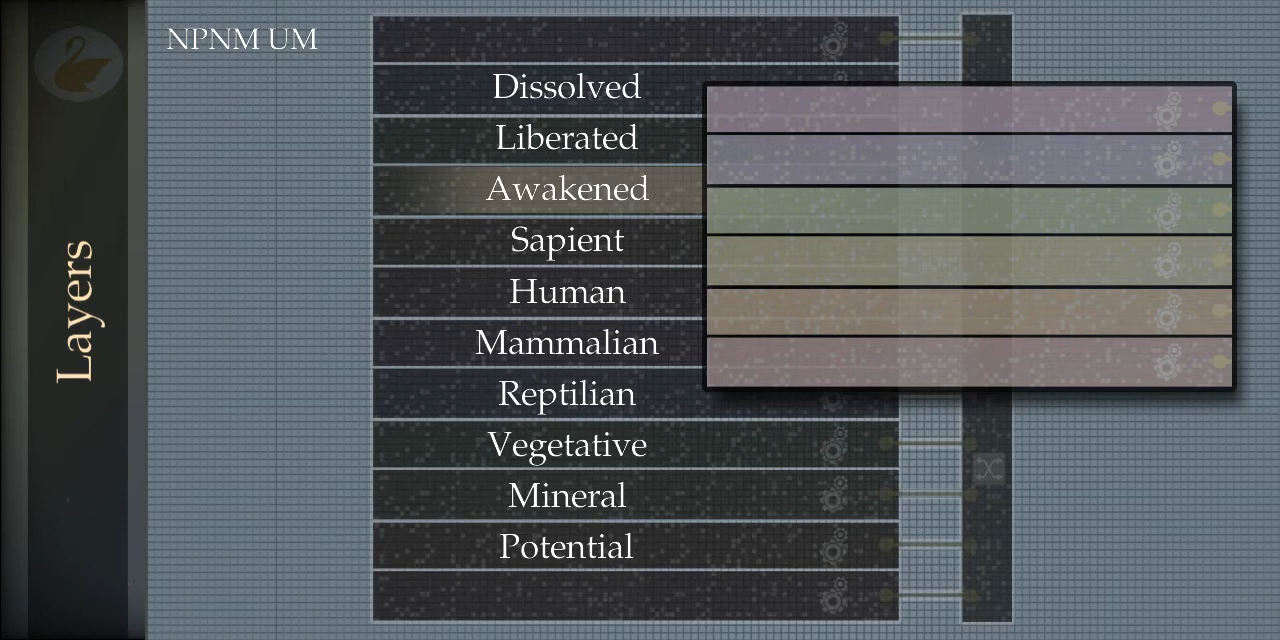 NPNM UM
Layers
Dissolved
Liberated
Awakened
Sapient
Human
Mammalian
Reptilian
Vegetative
Mineral
Potential